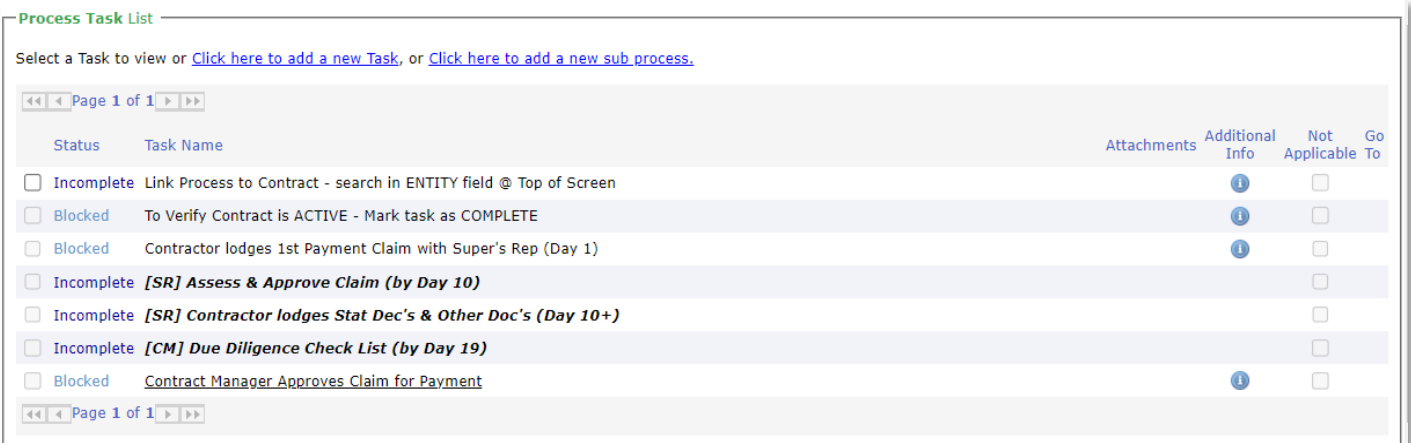 Process Task List
Select a Task to view or Click here to add a new Task, or Click here to add a new sub process.
Page 1 of 1
Status Task Name Attachments Additional Info Not Applicable Go To
Incomplete Link Process to Contract - search in ENTITY field @ Top of Screen
Blocked To Verify Contract is ACTIVE - Mark task as COMPLETE
Blocked Contractor lodges 1st Payment Claim with Super's Rep (Day 1)
Incomplete [SR] Assess & Approve Claim (by Day 10)
Incomplete [SR] Contractor lodges Stat Dec's & Other Doc's (Day 10+)
Incomplete [CM] Due Diligence Check List (by Day 19)
Blocked Contract Manager Approves Claim for Payment
Page 1 of 1